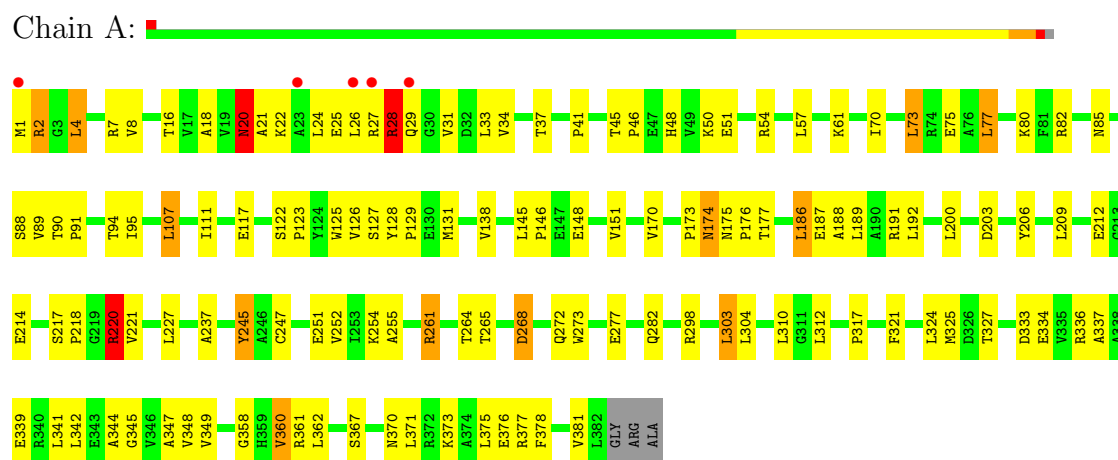 Chain A:
M1 R2 G3 L4 R7 V8 T16 V17 A18 V19 N20 A21 K22 A23 L24 E25 L26 R27 R28 Q29 G30 V31 D32 L33 V34 T37 P41 T45 P46 E47 H48 V49 K50 E51 R54 L57 K61 I70 L73 R74 E75 A76 L77 K80 F81 R82 N85
S88 V89 T90 P91 T94 I95 L107 I111 E117 S122 P123 Y124 W125 V126 S127 Y128 P129 E130 M131 V138 L145 P146 E147 E148 V151 V170 P173 N174 N175 P176 T177 L186 E187 A188 L189 A190 R191 L192 L200 D203 Y206 L209 E212 G213
E214 S217 P218 G219 R220 V221 L227 A237 Y245 A246 C247 E251 V252 I253 K254 A255 R261 T264 T265 D268 Q272 W273 E277 Q282 R298 L303 L304 L310 G311 L312 P317 F321 L324 M325 D326 T327 D333 E334 V335 R336 A337 A338
E339 R340 L341 L342 E343 A344 G345 V346 A347 V348 V349 G358 H359 V360 R361 L362 S367 N370 L371 R372 K373 A374 L375 E376 R377 F378 V381 L382 GLY ARG ALA